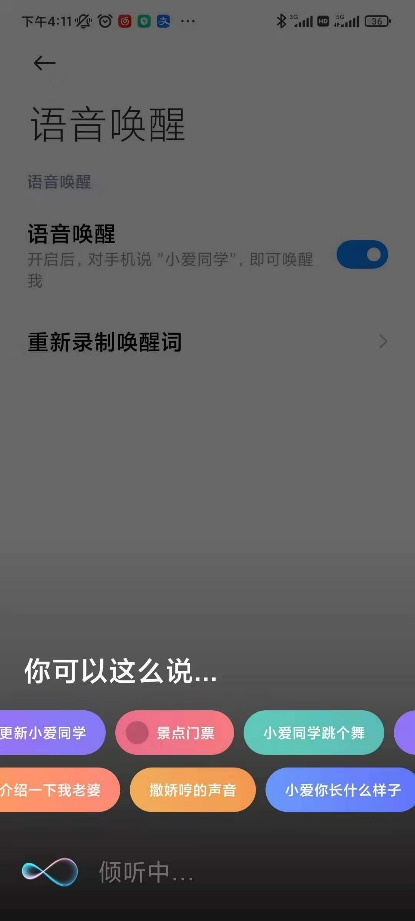 下午4:11
3G
HD
5G
36
语音唤醒
语音唤醒
语音唤醒
开启后，对手机说 "小爱同学"，即可唤醒
我
重新录制唤醒词
你可以这么说...
更新小爱同学
景点门票
小爱同学跳个舞
介绍一下我老婆
撒娇哼的声音
小爱你长什么样子
倾听中...